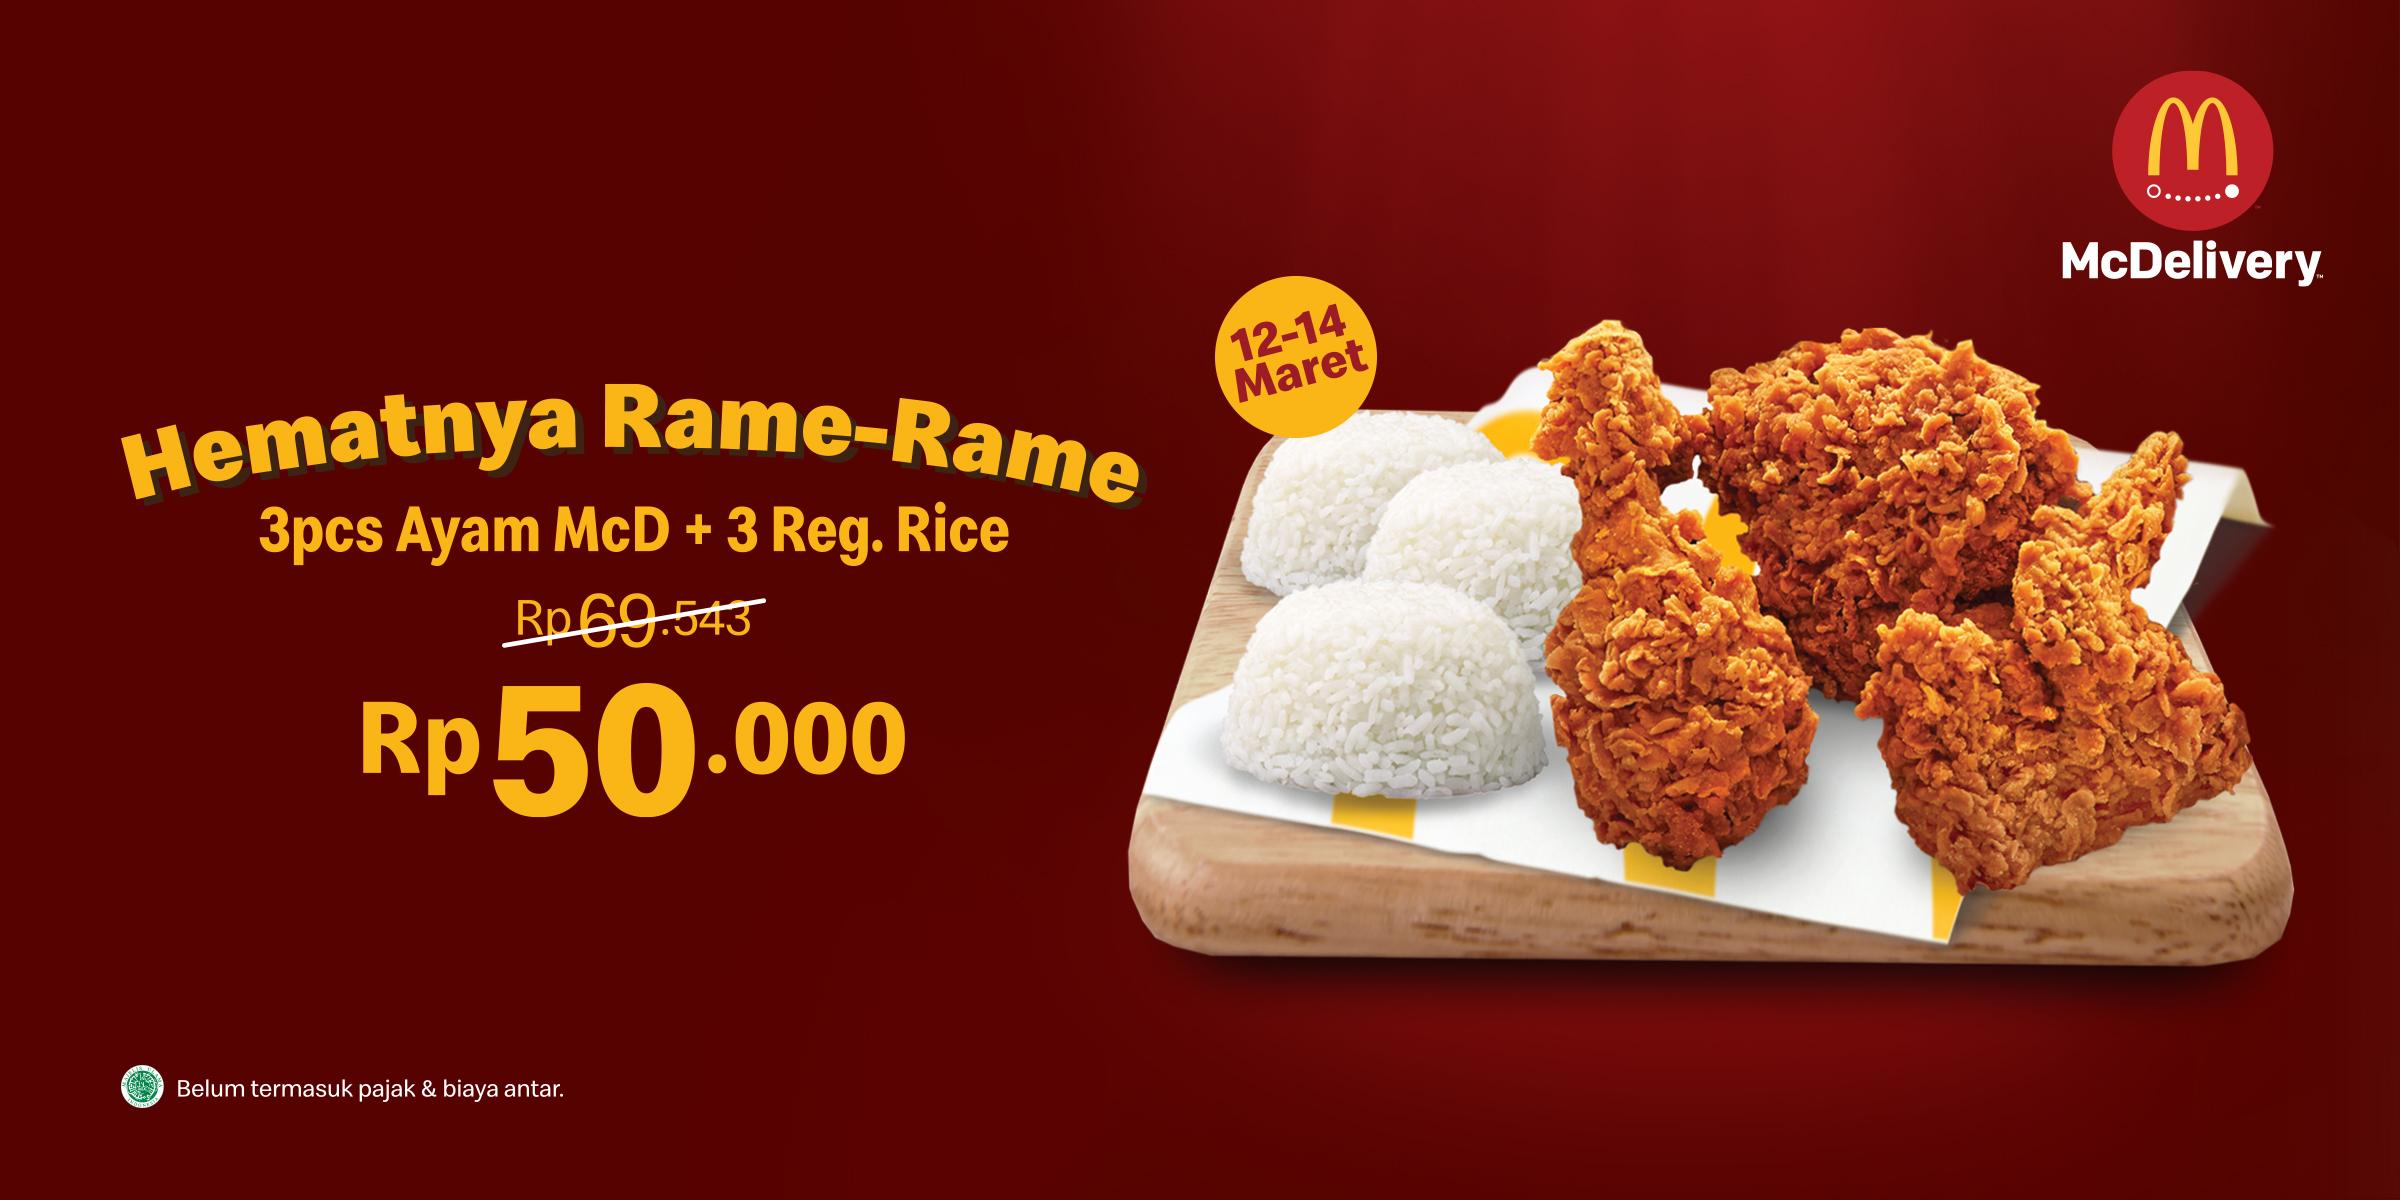 McDelivery™
12-14
Maret
Hematnya Rame-Rame
3pcs Ayam McD + 3 Reg. Rice
Rp69.543
Rp50.000
Belum termasuk pajak & biaya antar.